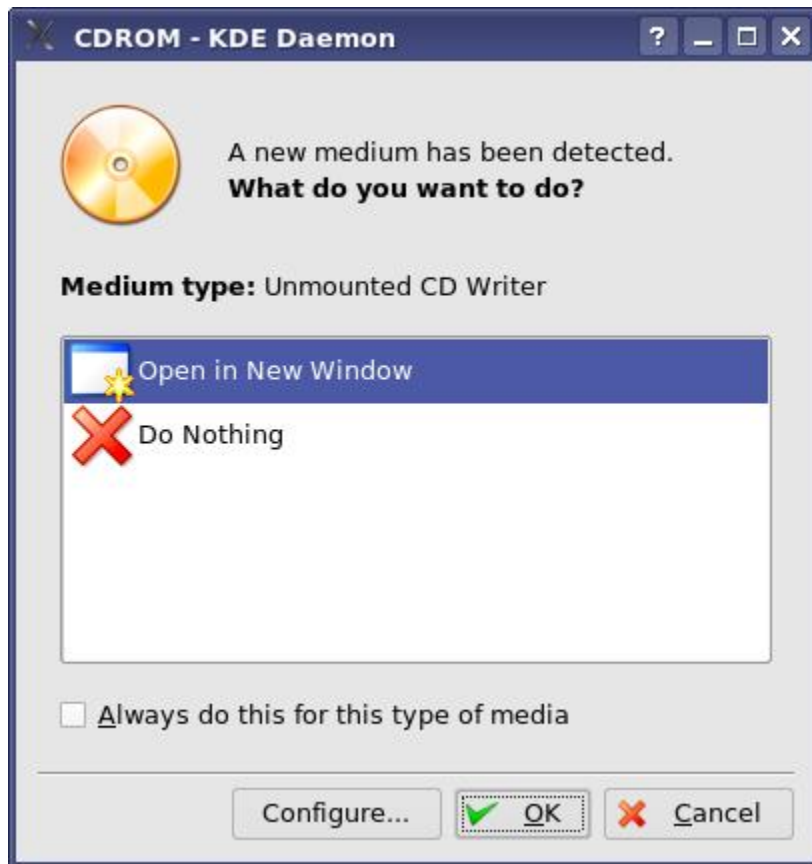 CDROM - KDE Daemon
A new medium has been detected.
What do you want to do?
Medium type: Unmounted CD Writer
Open in New Window
Do Nothing
Always do this for this type of media
Configure... OK Cancel